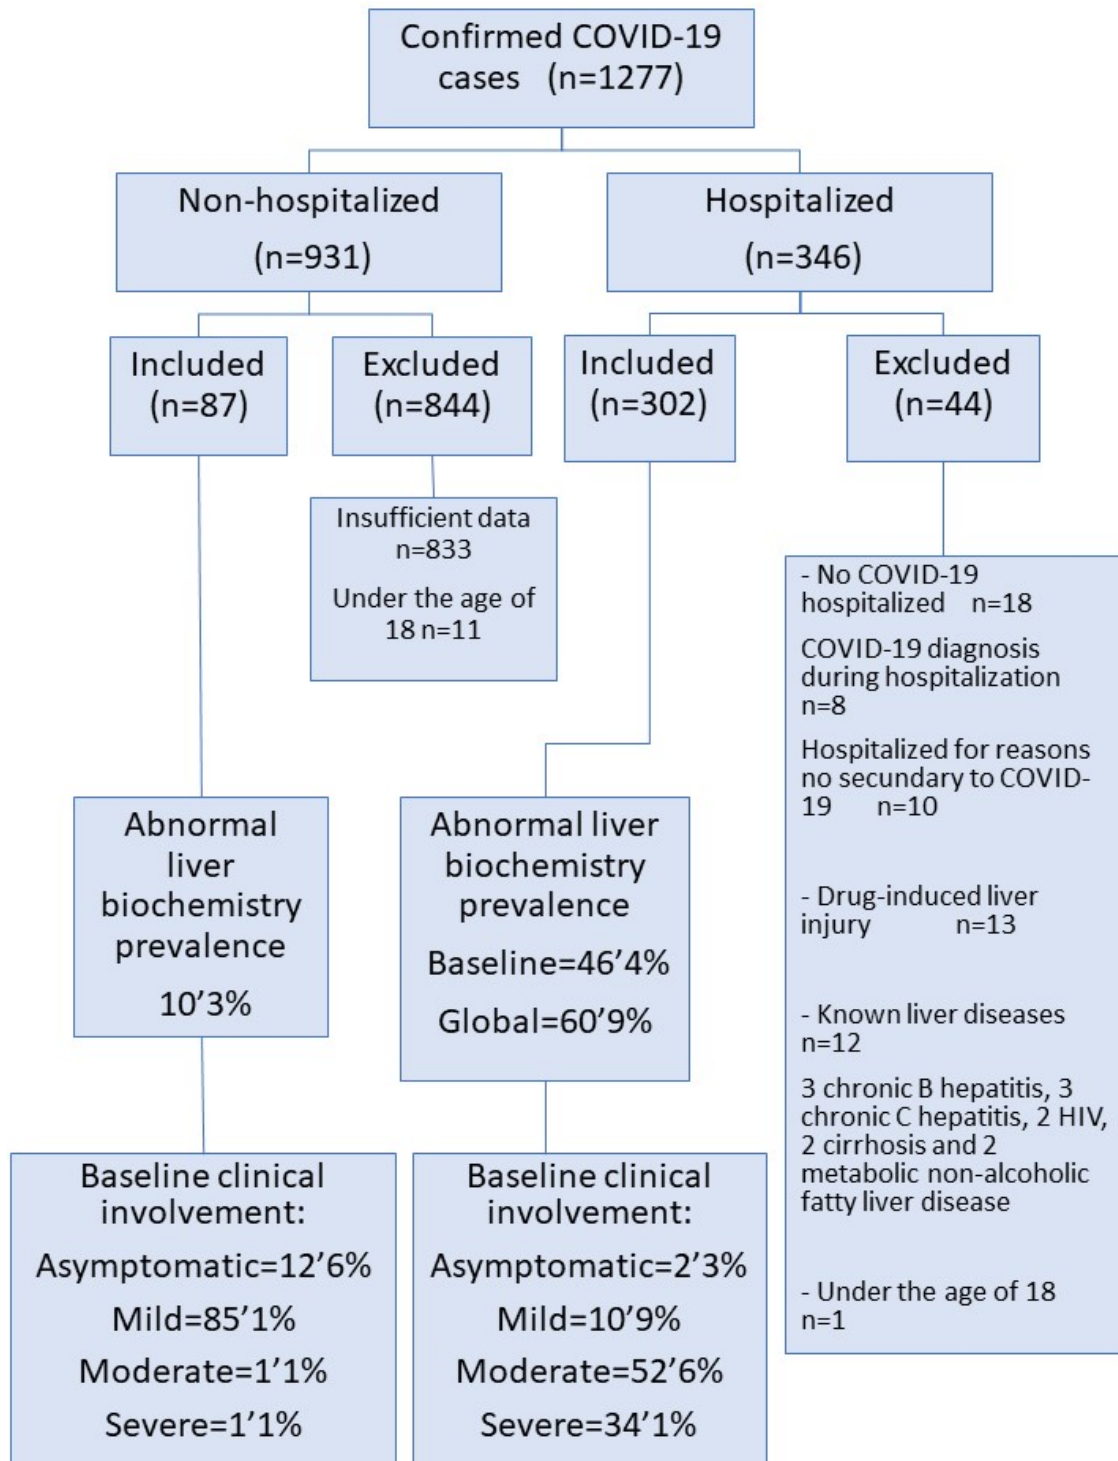 Confirmed COVID-19
cases (n=1277)
Non-hospitalized
(n=931)
Hospitalized
(n=346)
Included
(n=87)
Excluded
(n=844)
Included
(n=302)
Excluded
(n=44)
Insufficient data
n=833
Under the age of
18 n=11
- No COVID-19
hospitalized n=18
COVID-19 diagnosis
during hospitalization
n=8
Hospitalized for reasons
no secundary to COVID-
19 n=10
- Drug-induced liver
injury n=13
- Known liver diseases
n=12
3 chronic B hepatitis, 3
chronic C hepatitis, 2 HIV,
2 cirrhosis and 2
metabolic non-alcoholic
fatty liver disease
- Under the age of 18
n=1
Abnormal
liver
biochemistry
prevalence
10’3%
Abnormal liver
biochemistry
prevalence
Baseline=46’4%
Global=60’9%
Baseline clinical
involvement:
Asymptomatic=12’6%
Mild=85’1%
Moderate=1’1%
Severe=1’1%
Baseline clinical
involvement:
Asymptomatic=2’3%
Mild=10’9%
Moderate=52’6%
Severe=34’1%